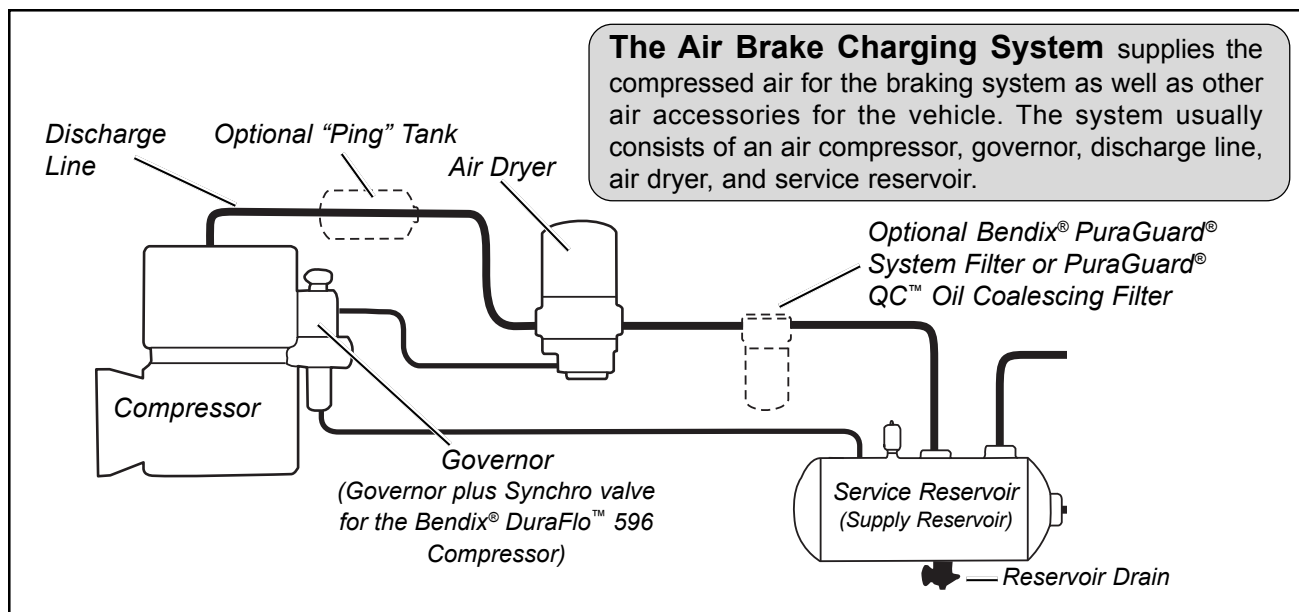 The Air Brake Charging System supplies the
compressed air for the braking system as well as other
air accessories for the vehicle. The system usually
consists of an air compressor, governor, discharge line,
air dryer, and service reservoir.
Discharge
Line
Optional “Ping” Tank
Air Dryer
Optional Bendix® PuraGuard®
System Filter or PuraGuard®
QC™ Oil Coalescing Filter
Compressor
Governor
(Governor plus Synchro valve
for the Bendix® DuraFlo™ 596
Compressor)
Service Reservoir
(Supply Reservoir)
Reservoir Drain